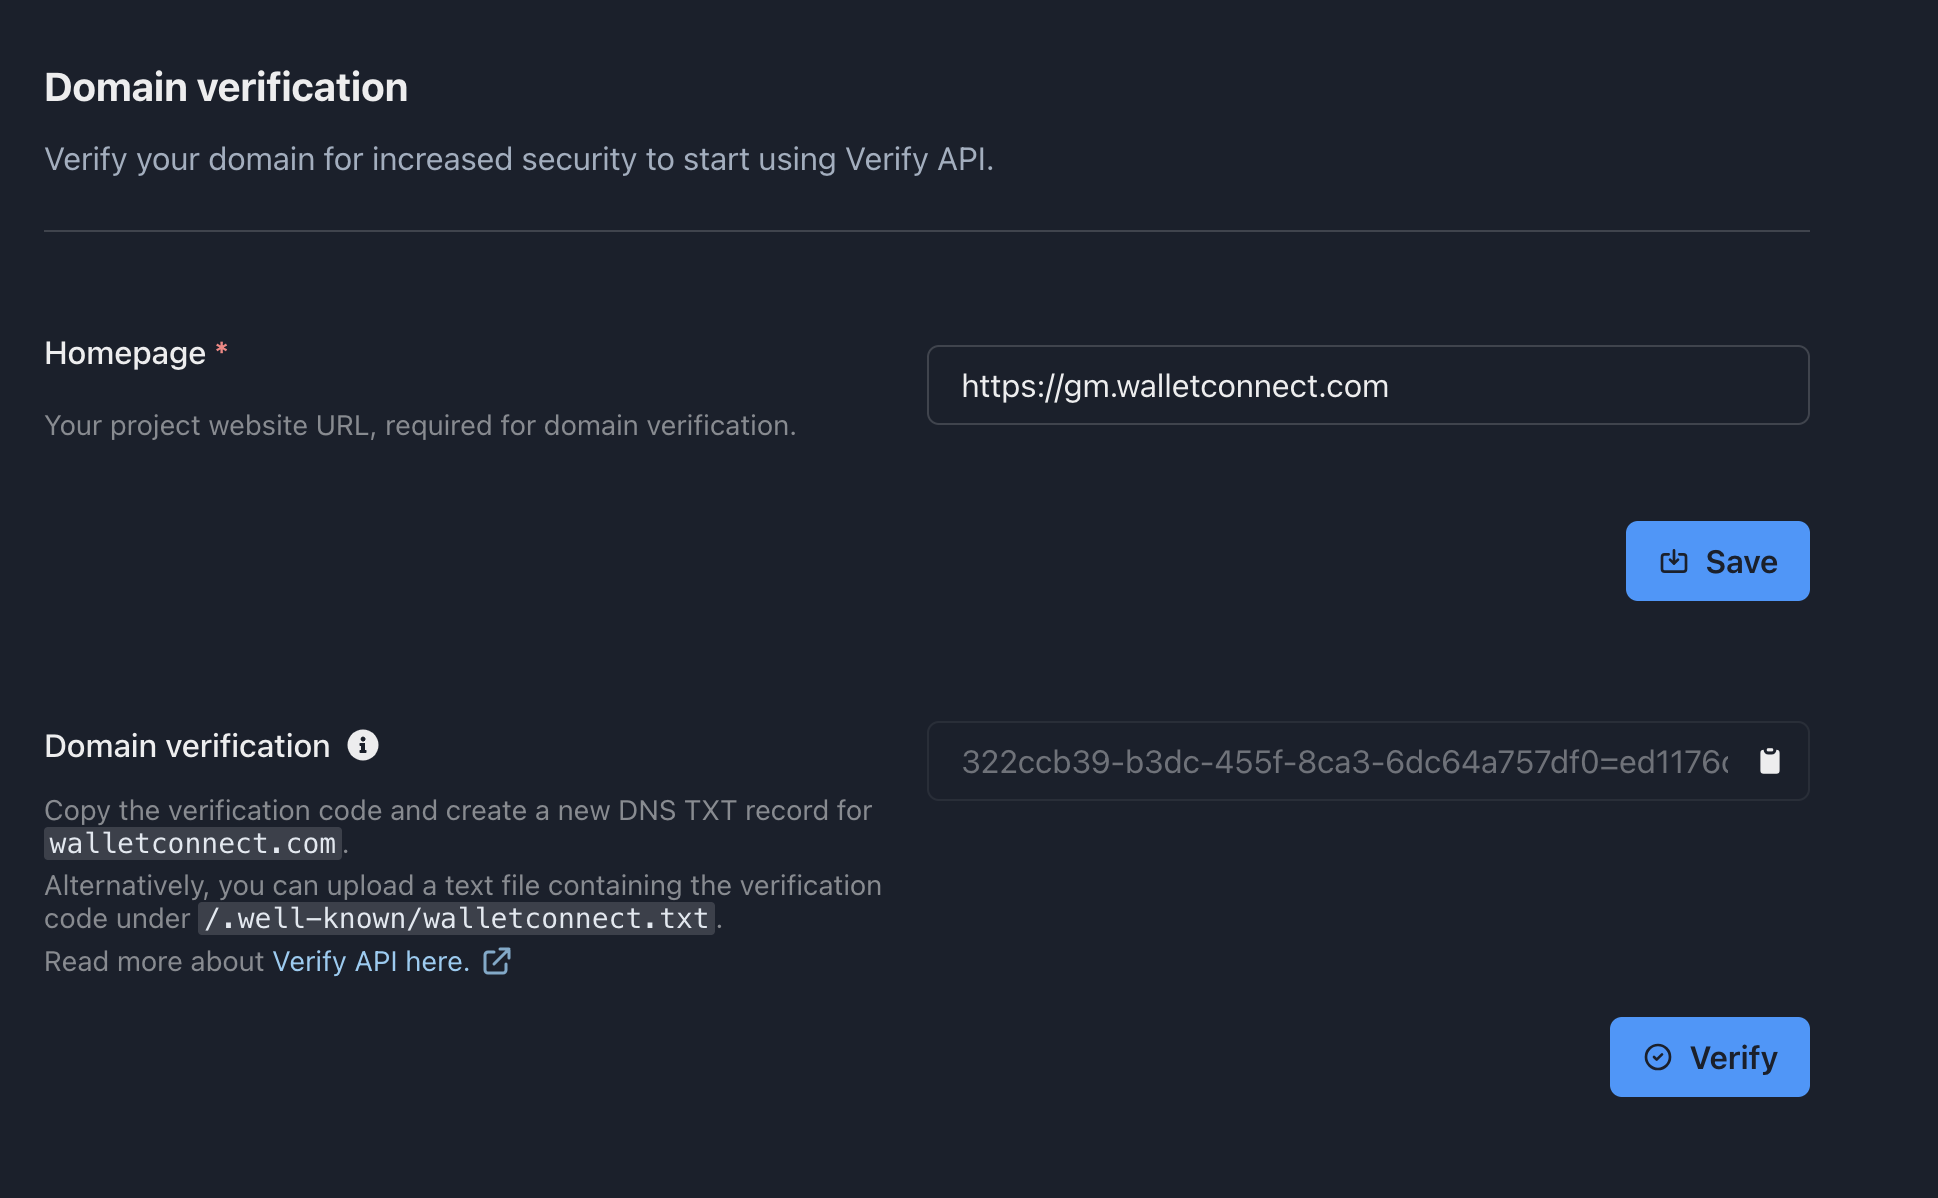 Domain verification
Verify your domain for increased security to start using Verify API.
Homepage *
Your project website URL, required for domain verification.
https://gm.walletconnect.com
Save
Domain verification
Copy the verification code and create a new DNS TXT record for
walletconnect.com.
Alternatively, you can upload a text file containing the verification
code under /.well-known/walletconnect.txt.
Read more about Verify API here.
322ccb39-b3dc-455f-8ca3-6dc64a757df0=ed1176
Verify